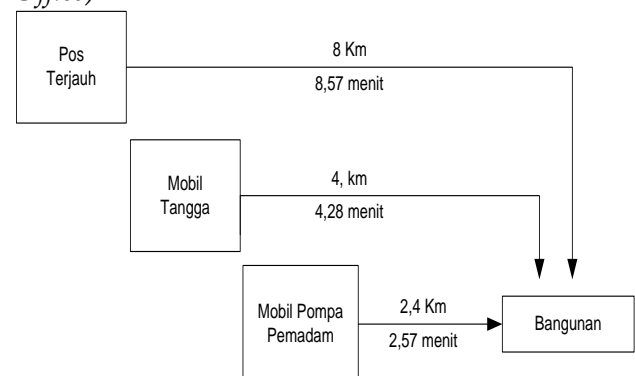 Pos
Terjauh
8 Km
8,57 menit
Mobil
Tangga
4, km
4,28 menit
Mobil Pompa
Pemadam
2,4 Km
2,57 menit
Bangunan